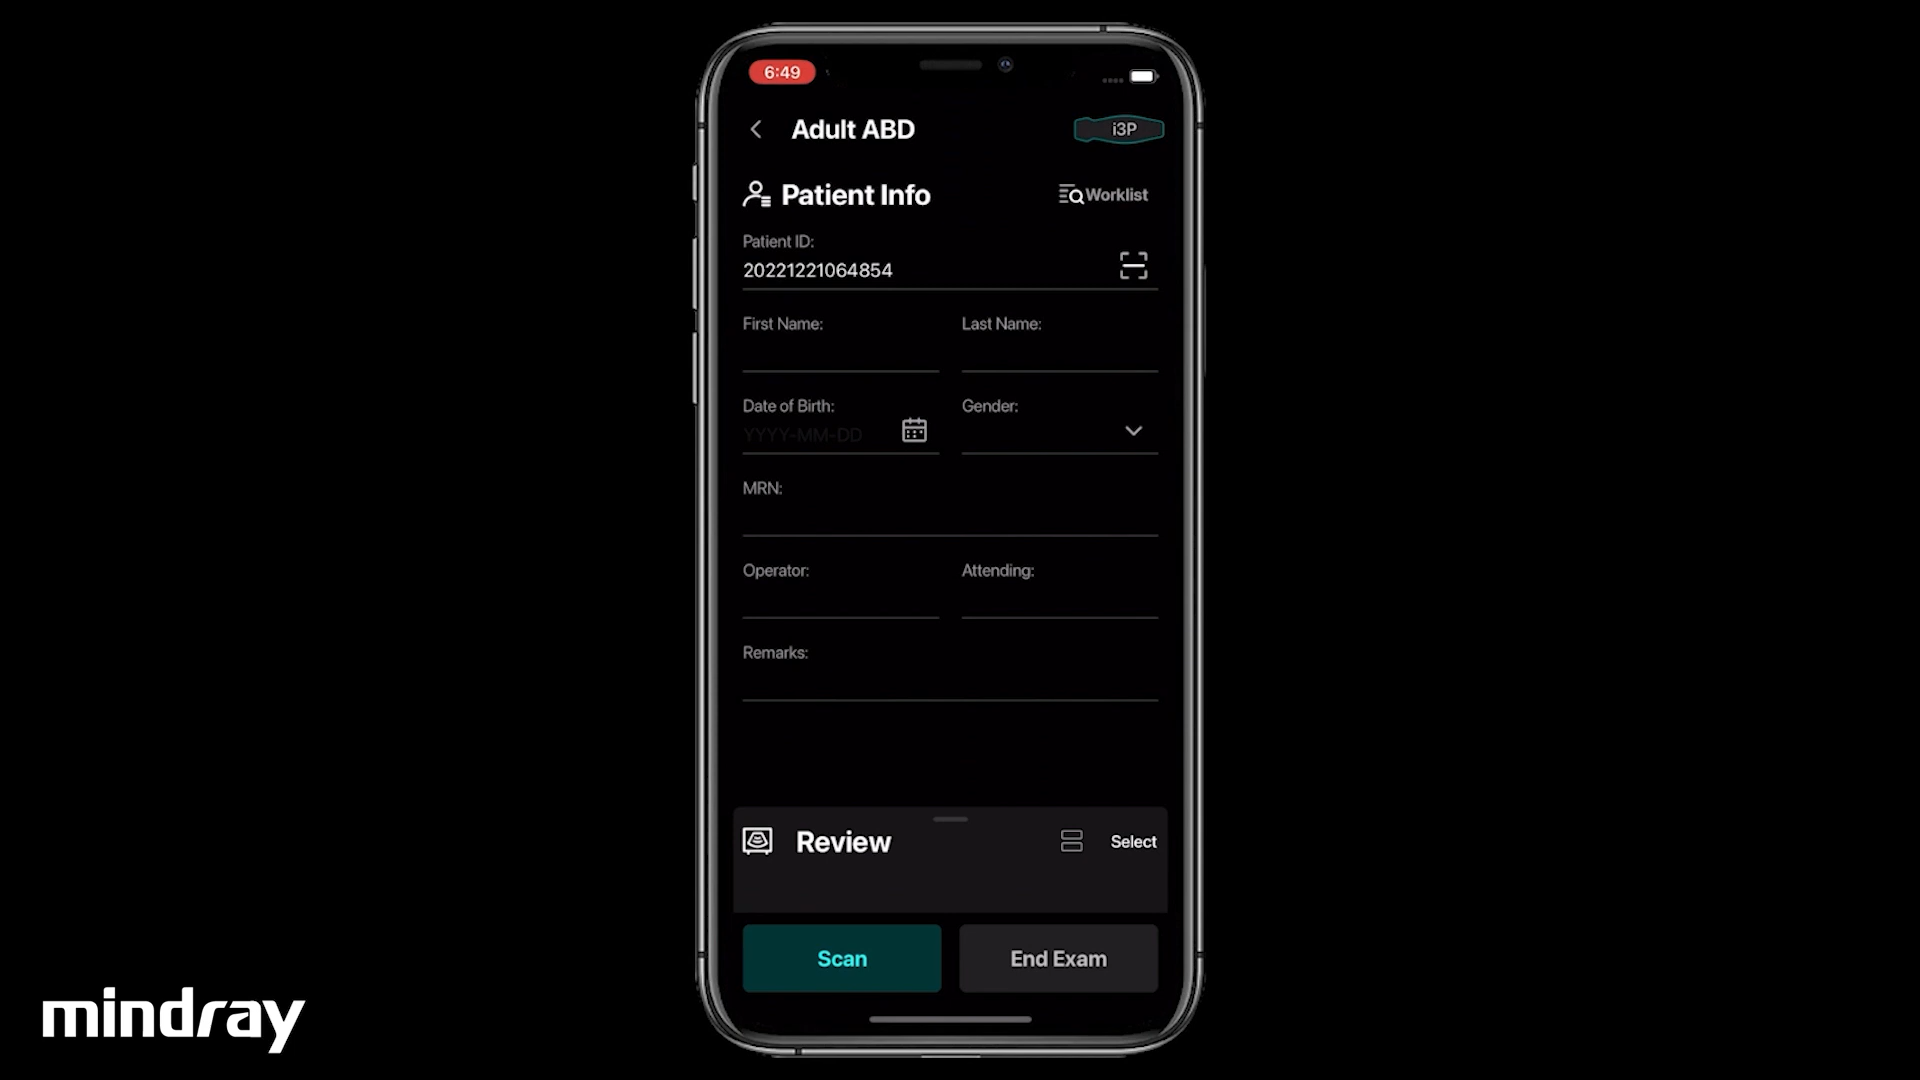 6:49
Adult ABD
i3P
Patient Info
Worklist
Patient ID:
20221221064854
First Name:
Last Name:
Date of Birth:
Gender:
YYYY-MM-DD
MRN:
Operator:
Attending:
Remarks:
Review
Select
Scan
End Exam
mindray